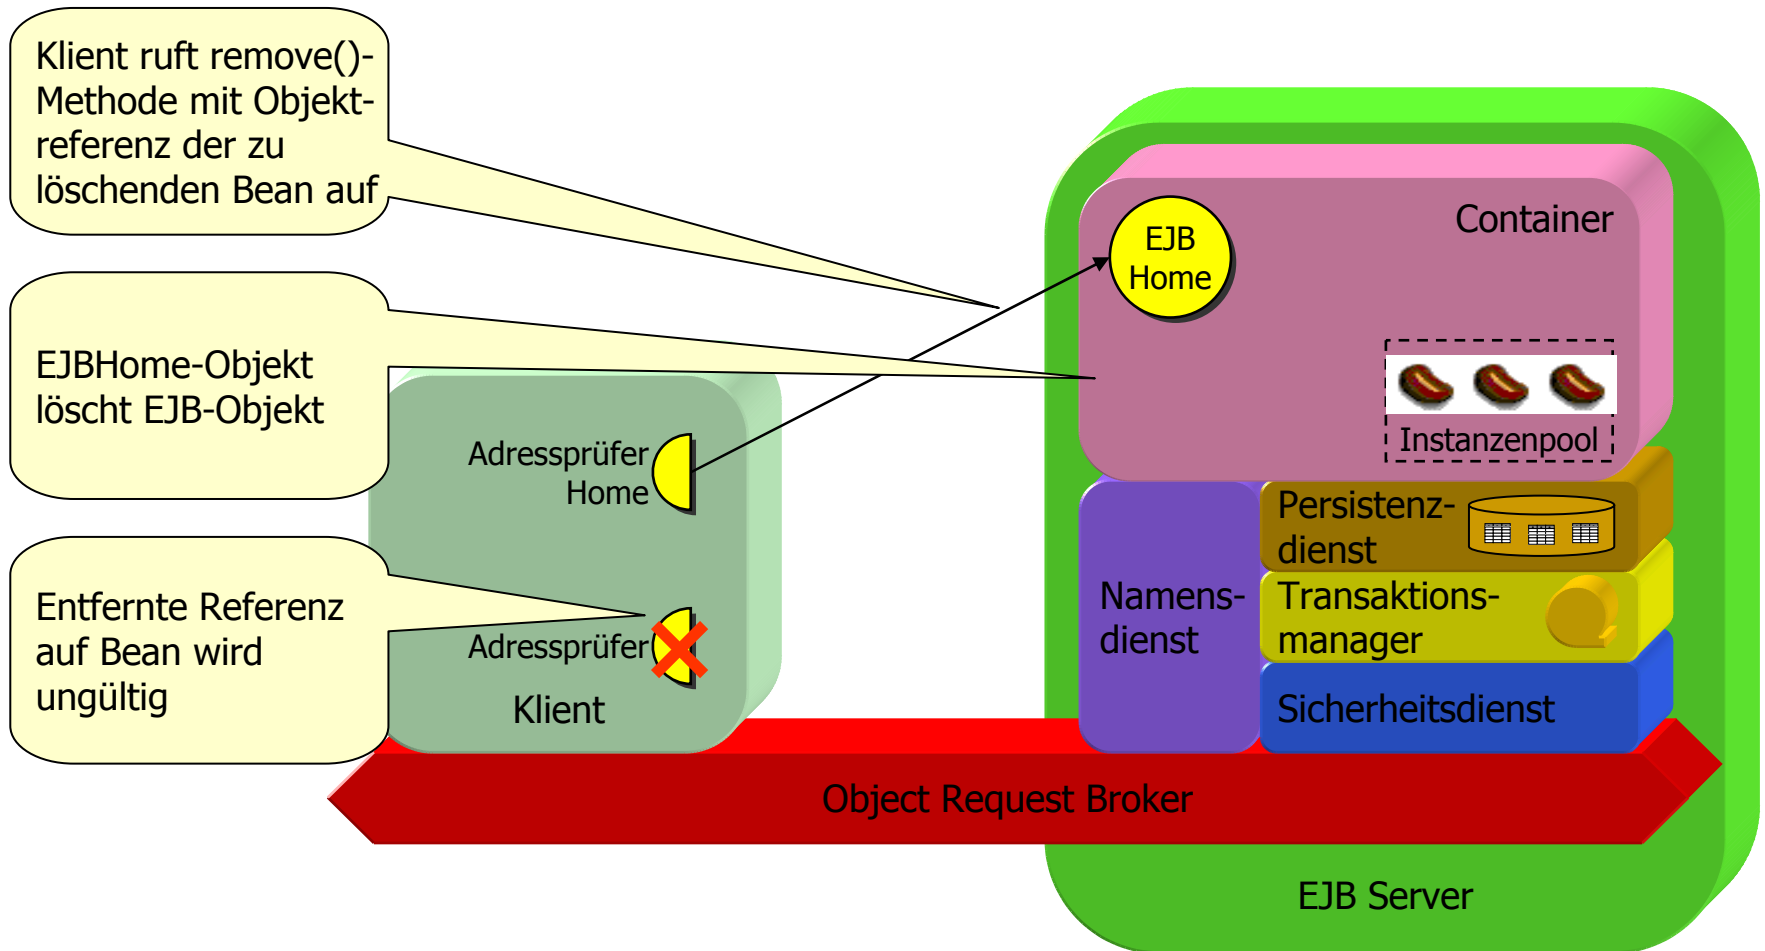 Klient ruft remove()-
Methode mit Objekt-
referenz der zu
löschenden Bean auf
EJBHome-Objekt
löscht EJB-Objekt
Entfernte Referenz
auf Bean wird
ungültig
Adressprüfer
Home
Adressprüfer
Klient
EJB
Home
Container
Instanzenpool
Namens-
dienst
Persistenz-
dienst
Transaktions-
manager
Sicherheitsdienst
Object Request Broker
EJB Server